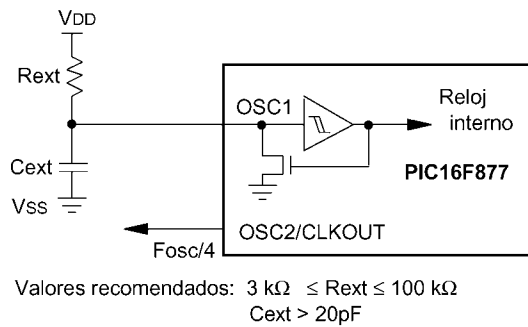 VDD
Rext
OSC1
Reloj
interno
Cext
PIC16F877
VSS
OSC2/CLKOUT
Fosc/4
Valores recomendados: 3 kΩ ≤ Rext ≤ 100 kΩ
Cext > 20pF